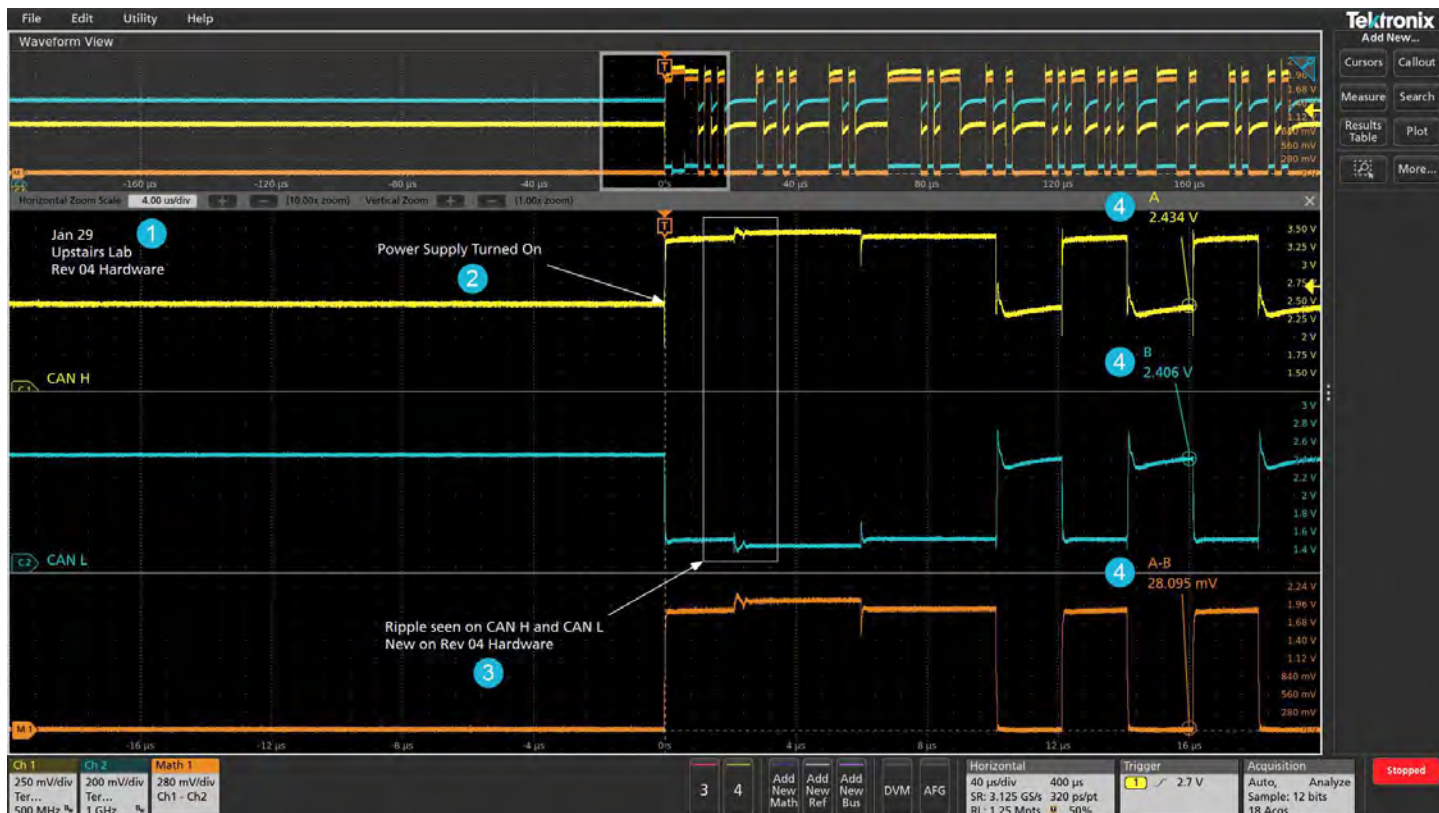 File Edit Utility Help
Tektronix
Waveform View
Add New...
Cursors Callout
Measure Search
Results Table Plot
More...
1.96 V
1.68 V
1.12 V
840 mV
560 mV
280 mV
-160 µs -120 µs -80 µs -40 µs 0 s 40 µs 80 µs 120 µs 160 µs
Horizontal Zoom Scale 4.00 us/div (10.00x zoom) Vertical Zoom (1.00x zoom)
T
Jan 29
Upstairs Lab
Rev 04 Hardware
1
Power Supply Turned On
2
4
A
2.434 V
3.50 V
3.25 V
3 V
2.75 V
2.50 V
2.25 V
2 V
1.75 V
1.50 V
CAN H
4
B
2.406 V
3 V
2.8 V
2.6 V
2.4 V
2.2 V
2 V
1.8 V
1.6 V
1.4 V
C2 CAN L
4
A-B
28.095 mV
2.24 V
1.96 V
1.68 V
1.40 V
1.12 V
840 mV
560 mV
280 mV
Ripple seen on CAN H and CAN L
New on Rev 04 Hardware
3
M 1
-16 µs -12 µs -8 µs -4 µs 0 s 4 µs 8 µs 12 µs 16 µs
Ch 1
250 mV/div
Ter...
500 MHz
Ch 2
200 mV/div
Ter...
1 GHz
Math 1
280 mV/div
Ch1 - Ch2
3
4
Add New Math
Add New Ref
Add New Bus
DVM
AFG
Horizontal
40 µs/div 400 µs
SR: 3.125 GS/s 320 ps/pt
RL: 1.25 Mpts 50%
Trigger
1 2.7 V
Acquisition
Auto, Analyze
Sample: 12 bits
18 Acqs
Stopped